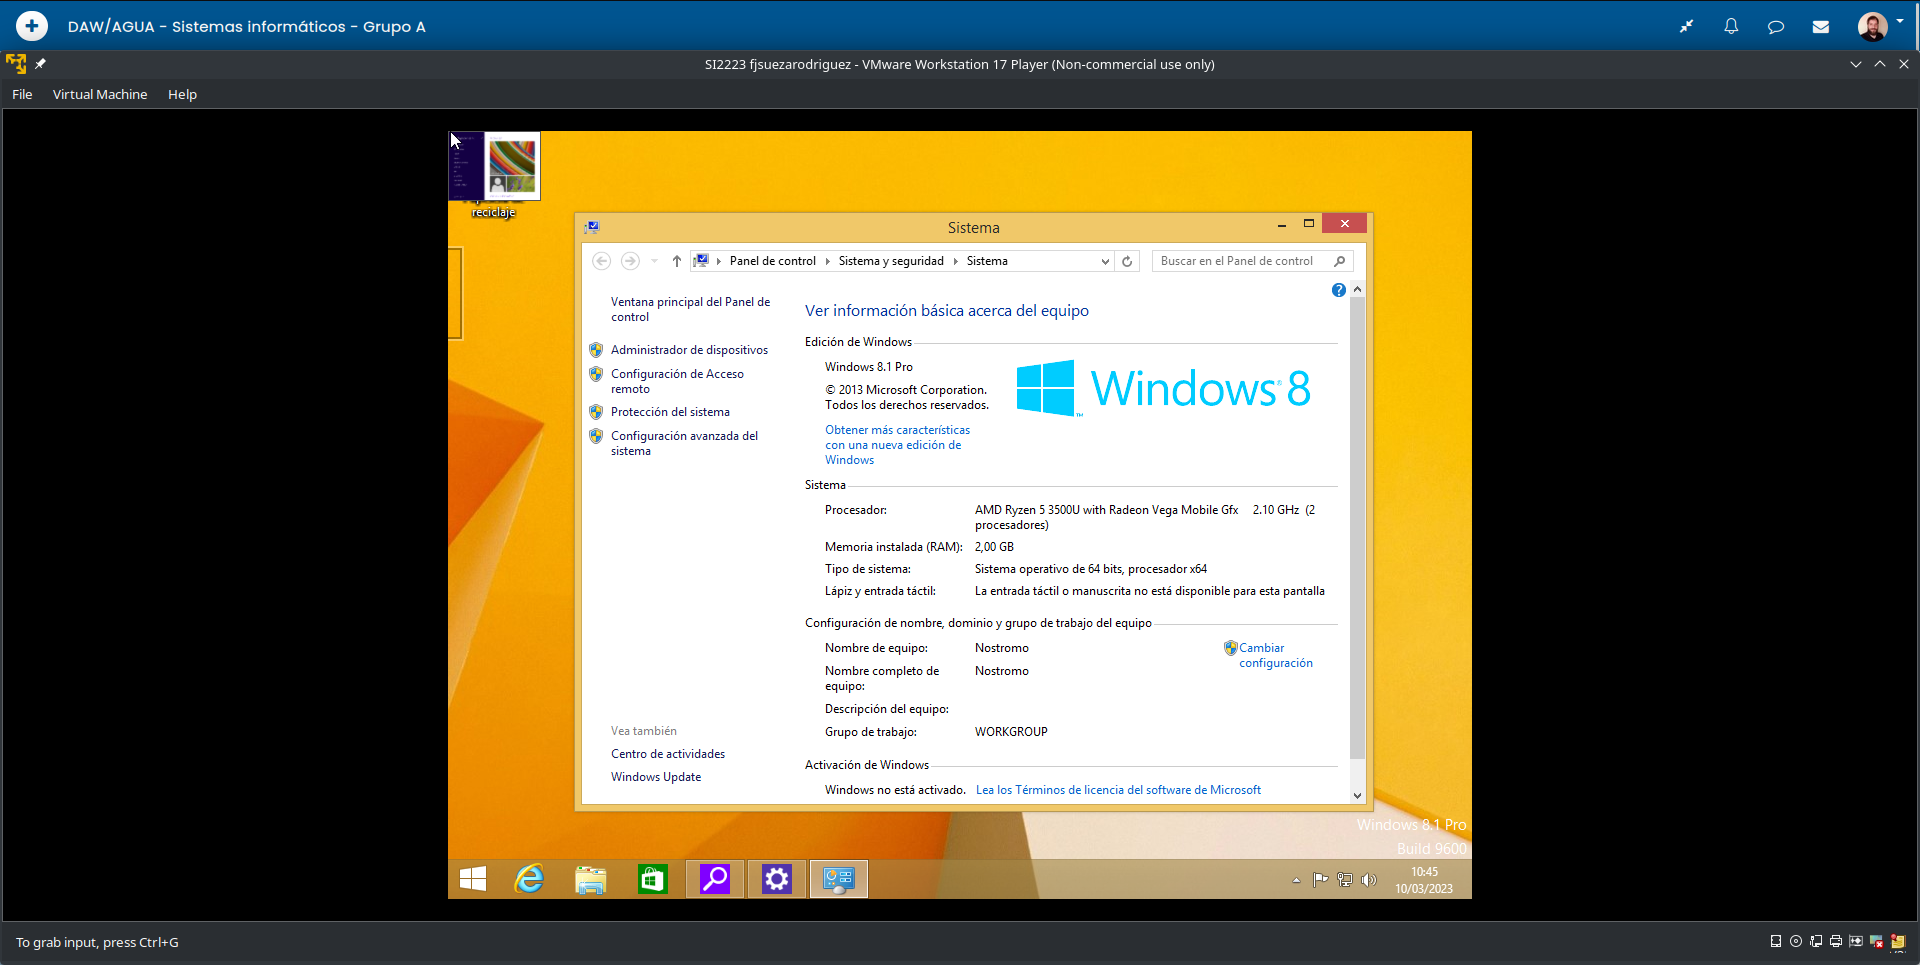 DAW/AGUA - Sistemas informáticos - Grupo A
SI2223 fjsuezarodriguez - VMware Workstation 17 Player (Non-commercial use only)
File Virtual Machine Help
reciclaje
Sistema
Panel de control Sistema y seguridad Sistema
Buscar en el Panel de control
Ventana principal del Panel de
control
Administrador de dispositivos
Configuración de Acceso
remoto
Protección del sistema
Configuración avanzada del
sistema
Vea también
Centro de actividades
Windows Update
Ver información básica acerca del equipo
Edición de Windows
Windows 8.1 Pro
© 2013 Microsoft Corporation.
Todos los derechos reservados.
Obtener más características
con una nueva edición de
Windows
Windows 8
Sistema
Procesador: AMD Ryzen 5 3500U with Radeon Vega Mobile Gfx 2.10 GHz (2
procesadores)
Memoria instalada (RAM): 2,00 GB
Tipo de sistema: Sistema operativo de 64 bits, procesador x64
Lápiz y entrada táctil: La entrada táctil o manuscrita no está disponible para esta pantalla
Configuración de nombre, dominio y grupo de trabajo del equipo
Nombre de equipo: Nostromo
Cambiar
configuración
Nombre completo de
equipo: Nostromo
Descripción del equipo:
Grupo de trabajo: WORKGROUP
Activación de Windows
Windows no está activado. Lea los Términos de licencia del software de Microsoft
Windows 8.1 Pro
Build 9600
10:45
10/03/2023
To grab input, press Ctrl+G